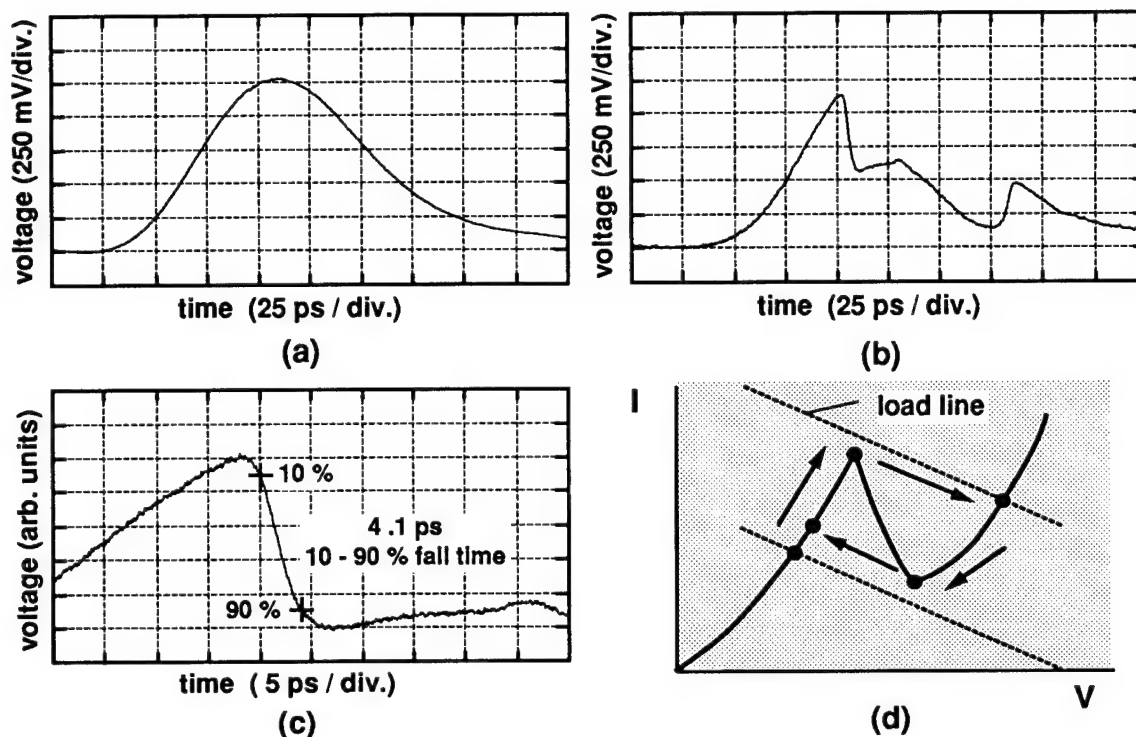 voltage (250 mV/div.)
time (25 ps / div.)
(a)
voltage (250 mV/div.)
time (25 ps / div.)
(b)
voltage (arb. units)
10 %
4 .1 ps
10 - 90 % fall time
90 %
time ( 5 ps / div.)
(c)
I
load line
V
(d)